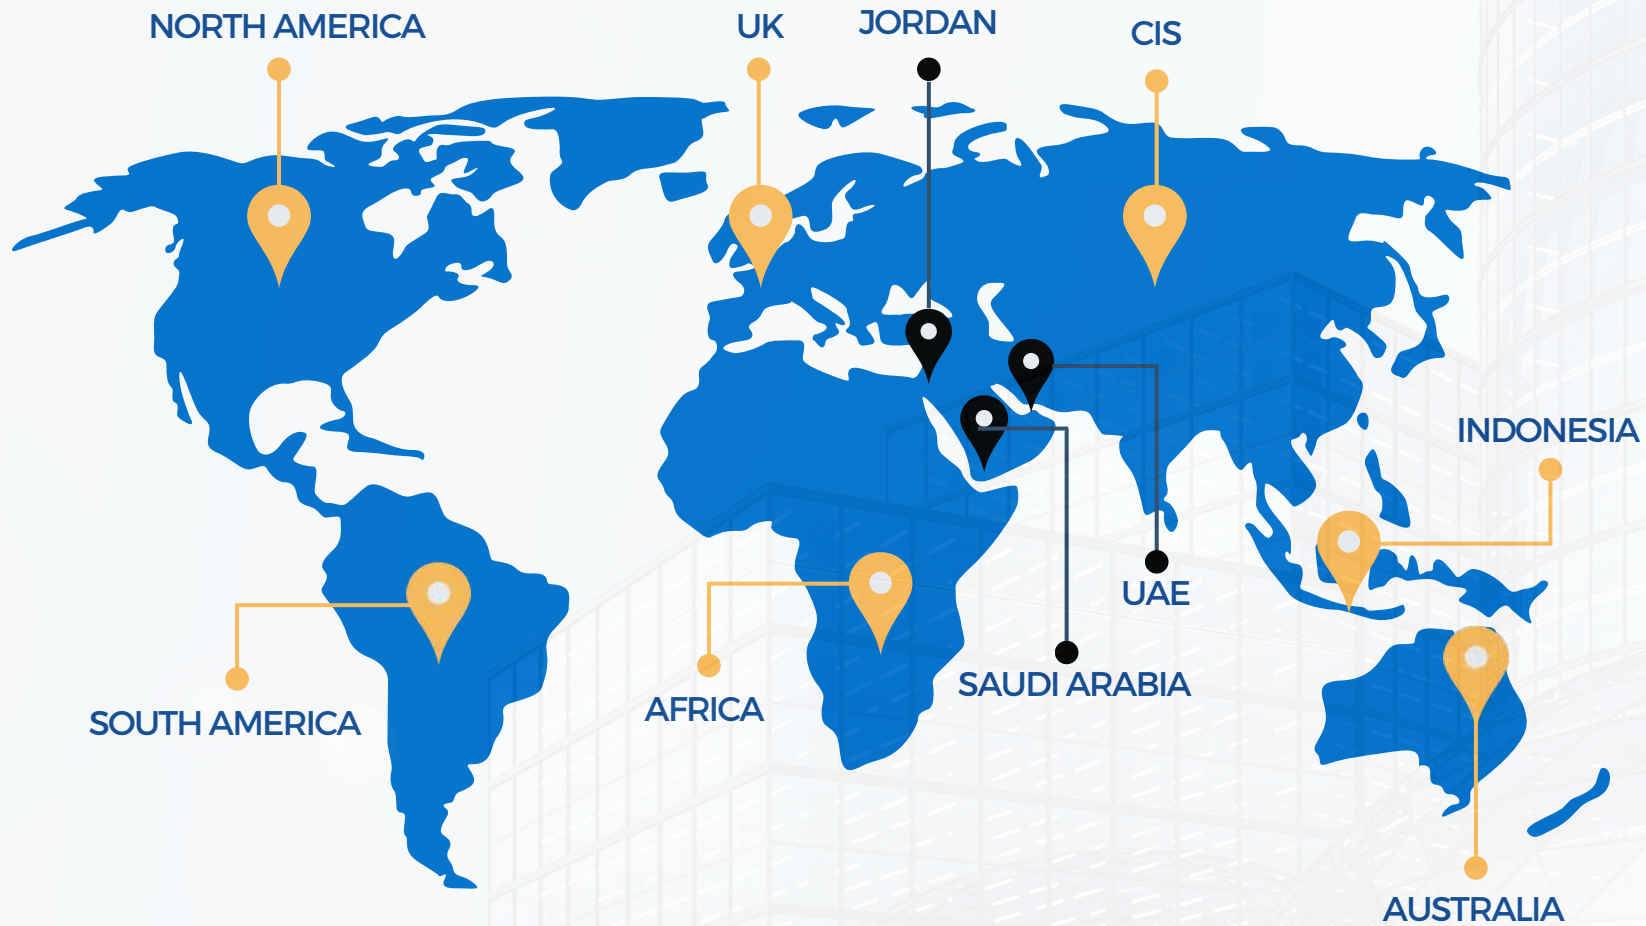 NORTH AMERICA
UK
JORDAN
CIS
INDONESIA
UAE
SAUDI ARABIA
AFRICA
SOUTH AMERICA
AUSTRALIA